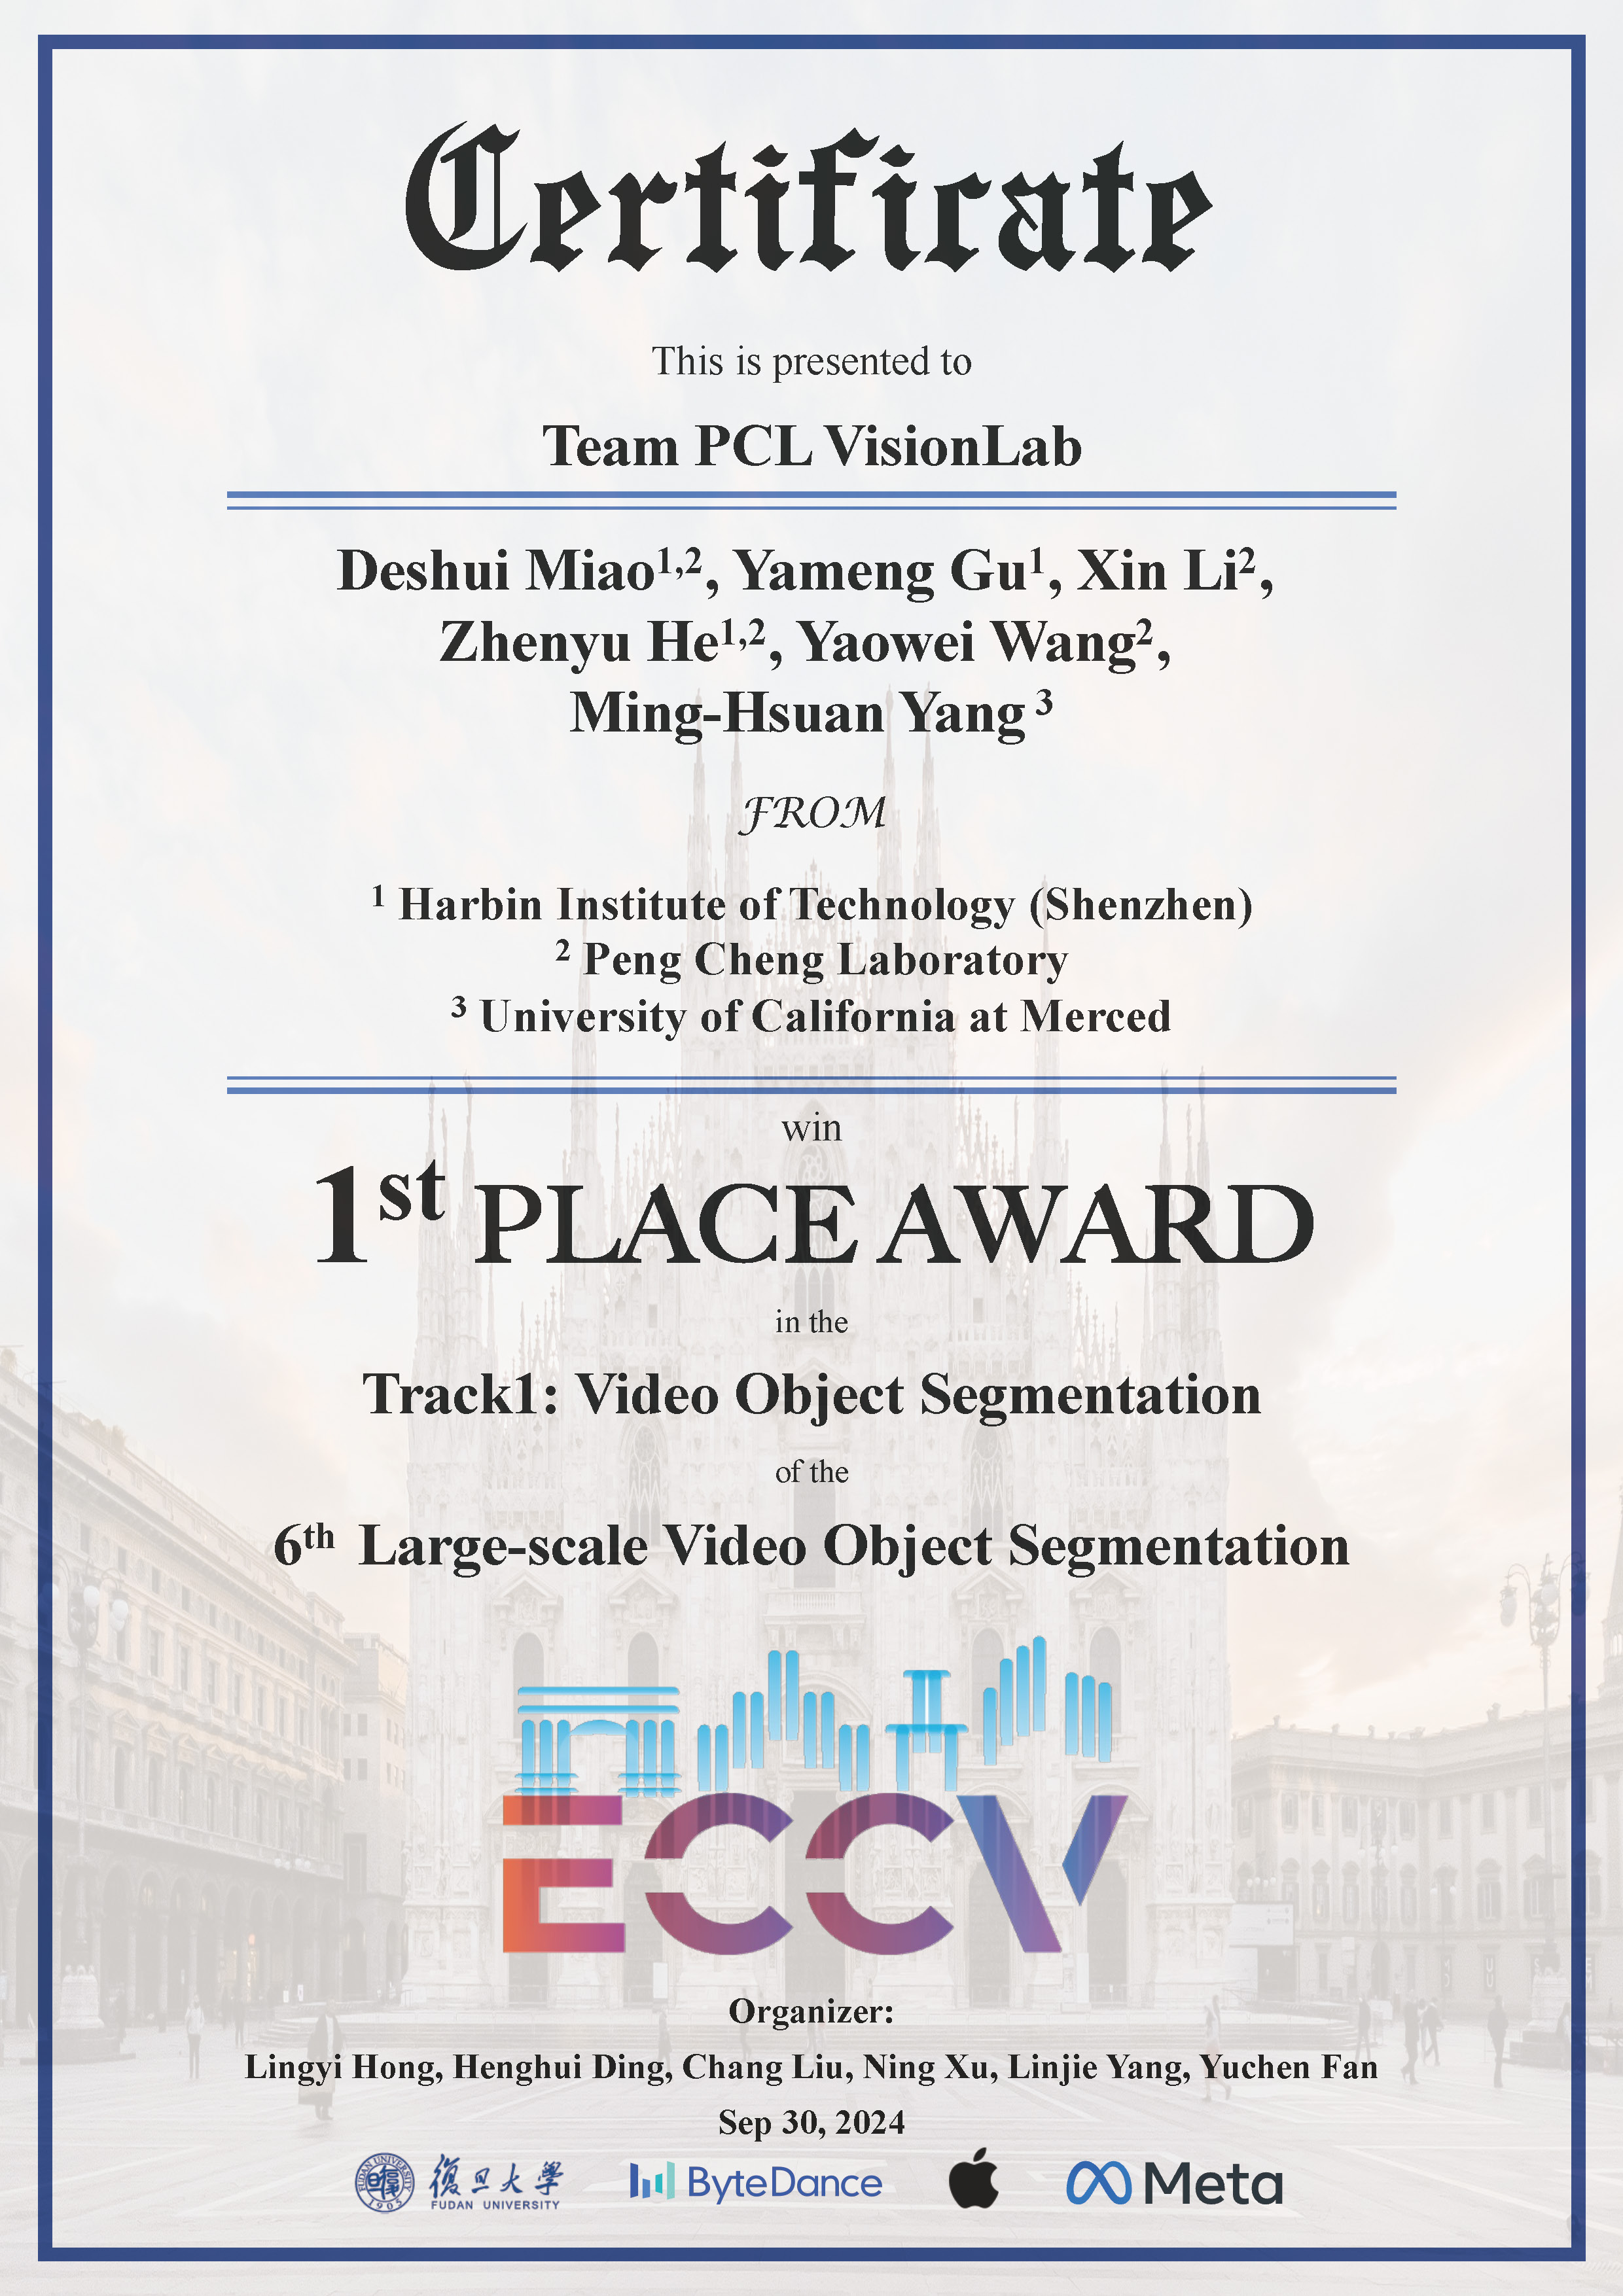 Certificate
This is presented to
Team PCL VisionLab
Deshui Miao¹,², Yameng Gu¹, Xin Li²,
Zhenyu He¹,², Yaowei Wang²,
Ming-Hsuan Yang ³
FROM
¹ Harbin Institute of Technology (Shenzhen)
² Peng Cheng Laboratory
³ University of California at Merced
win
1st PLACE AWARD
in the
Track1: Video Object Segmentation
of the
6th Large-scale Video Object Segmentation
ECCV
Organizer:
Lingyi Hong, Henghui Ding, Chang Liu, Ning Xu, Linjie Yang, Yuchen Fan
Sep 30, 2024
FUDAN UNIVERSITY 1905
復旦大學
FUDAN UNIVERSITY
ByteDance
Meta